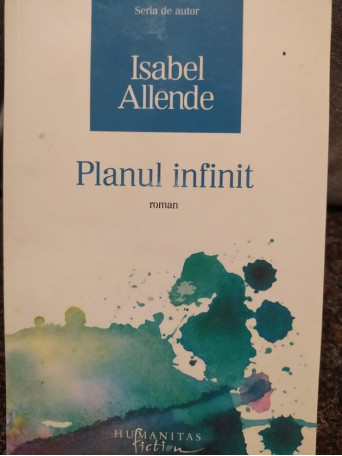 Seria de autor
Isabel
Allende
Planul infinit
roman
HUMANITAS
fiction